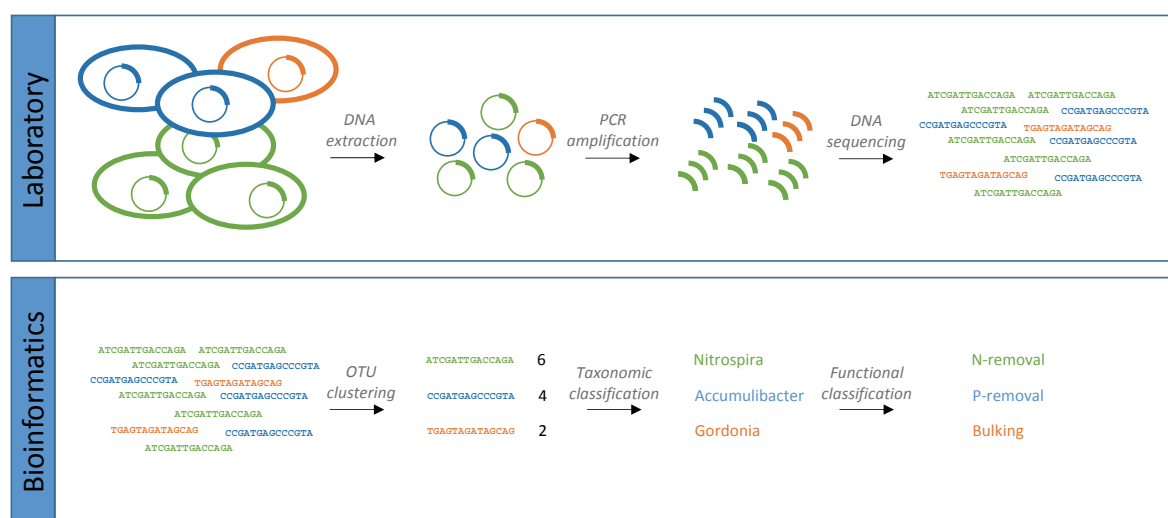 Laboratory
DNA
extraction
PCR
amplification
DNA
sequencing
ATCGATTGACCAGA ATCGATTGACCAGA
ATCGATTGACCAGA CCGATGAGCCCGTA
CCGATGAGCCCGTA TGAGTAGATAGCAG
ATCGATTGACCAGA CCGATGAGCCCGTA
ATCGATTGACCAGA
TGAGTAGATAGCAG CCGATGAGCCCGTA
ATCGATTGACCAGA
Bioinformatics
ATCGATTGACCAGA ATCGATTGACCAGA
ATCGATTGACCAGA CCGATGAGCCCGTA
CCGATGAGCCCGTA TGAGTAGATAGCAG
ATCGATTGACCAGA CCGATGAGCCCGTA
ATCGATTGACCAGA
TGAGTAGATAGCAG CCGATGAGCCCGTA
ATCGATTGACCAGA
OTU
clustering
ATCGATTGACCAGA 6
CCGATGAGCCCGTA 4
TGAGTAGATAGCAG 2
Taxonomic
classification
Nitrospira
Accumulibacter
Gordonia
Functional
classification
N-removal
P-removal
Bulking